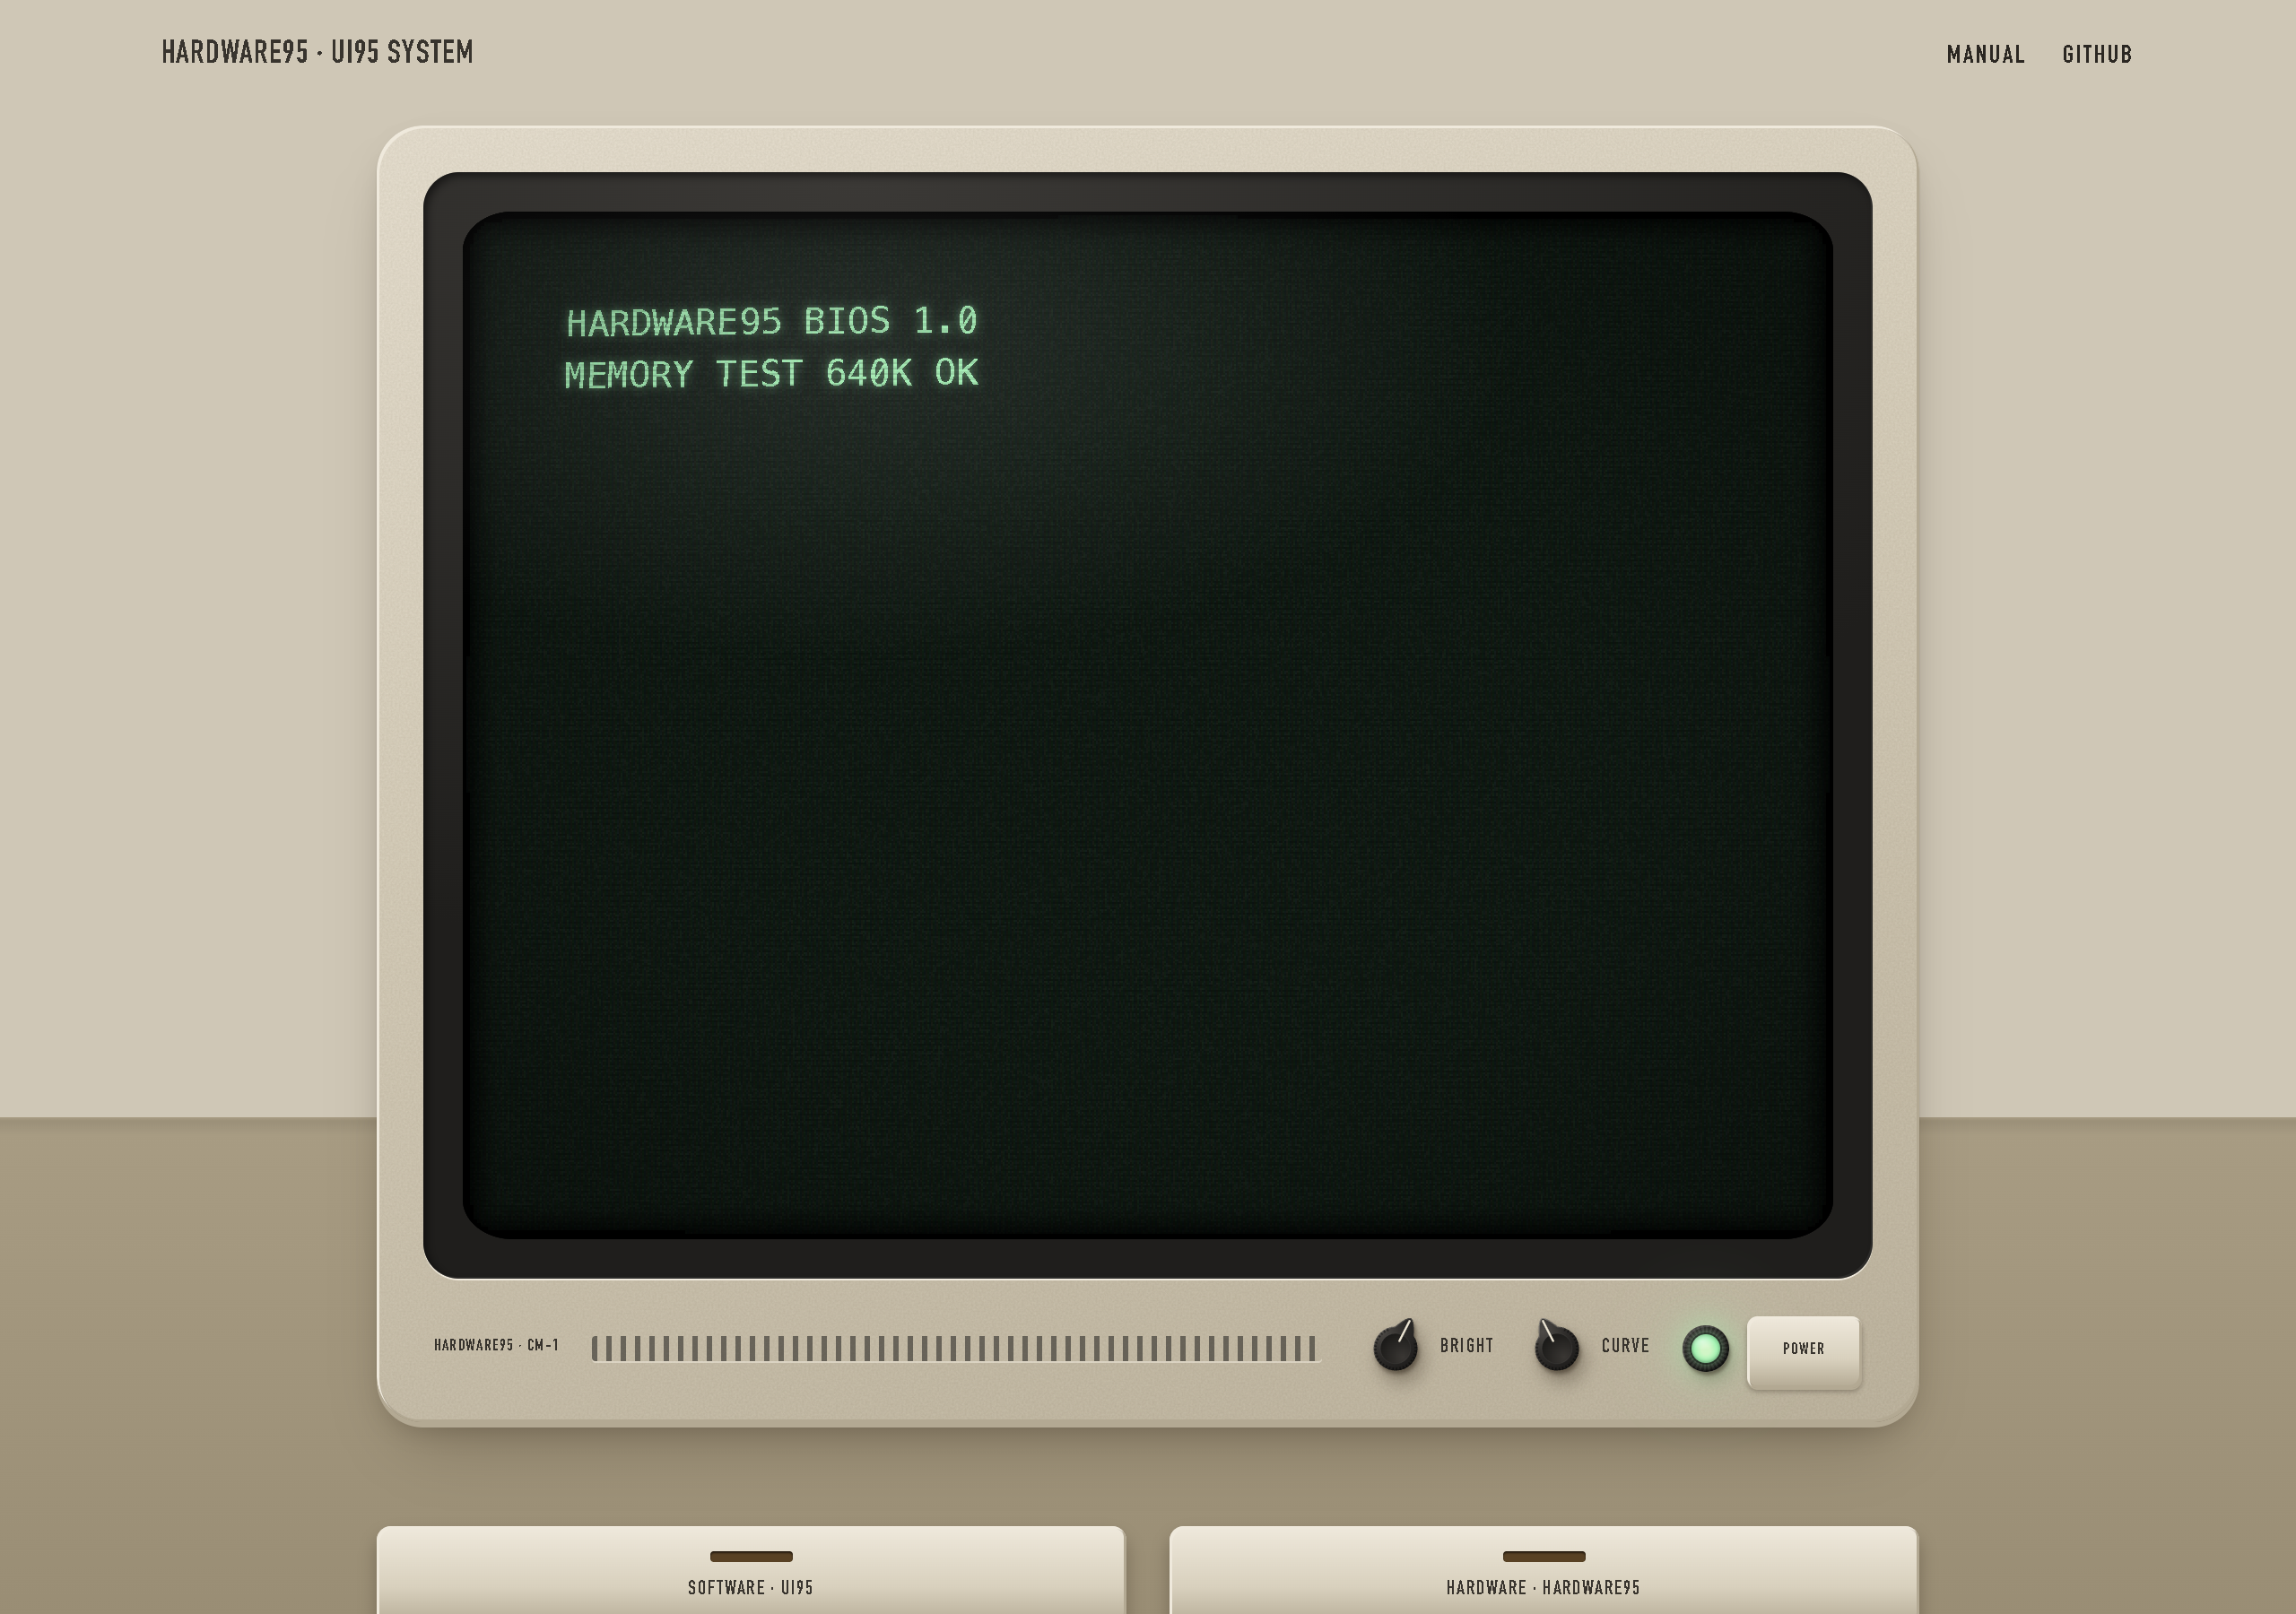 HARDWARE95 · UI95 SYSTEM
MANUAL GITHUB
HARDWARE95 BIOS 1.0
MEMORY TEST 640K OK
HARDWARE95 · CM-1
BRIGHT
CURVE
POWER
SOFTWARE · UI95
HARDWARE · HARDWARE95